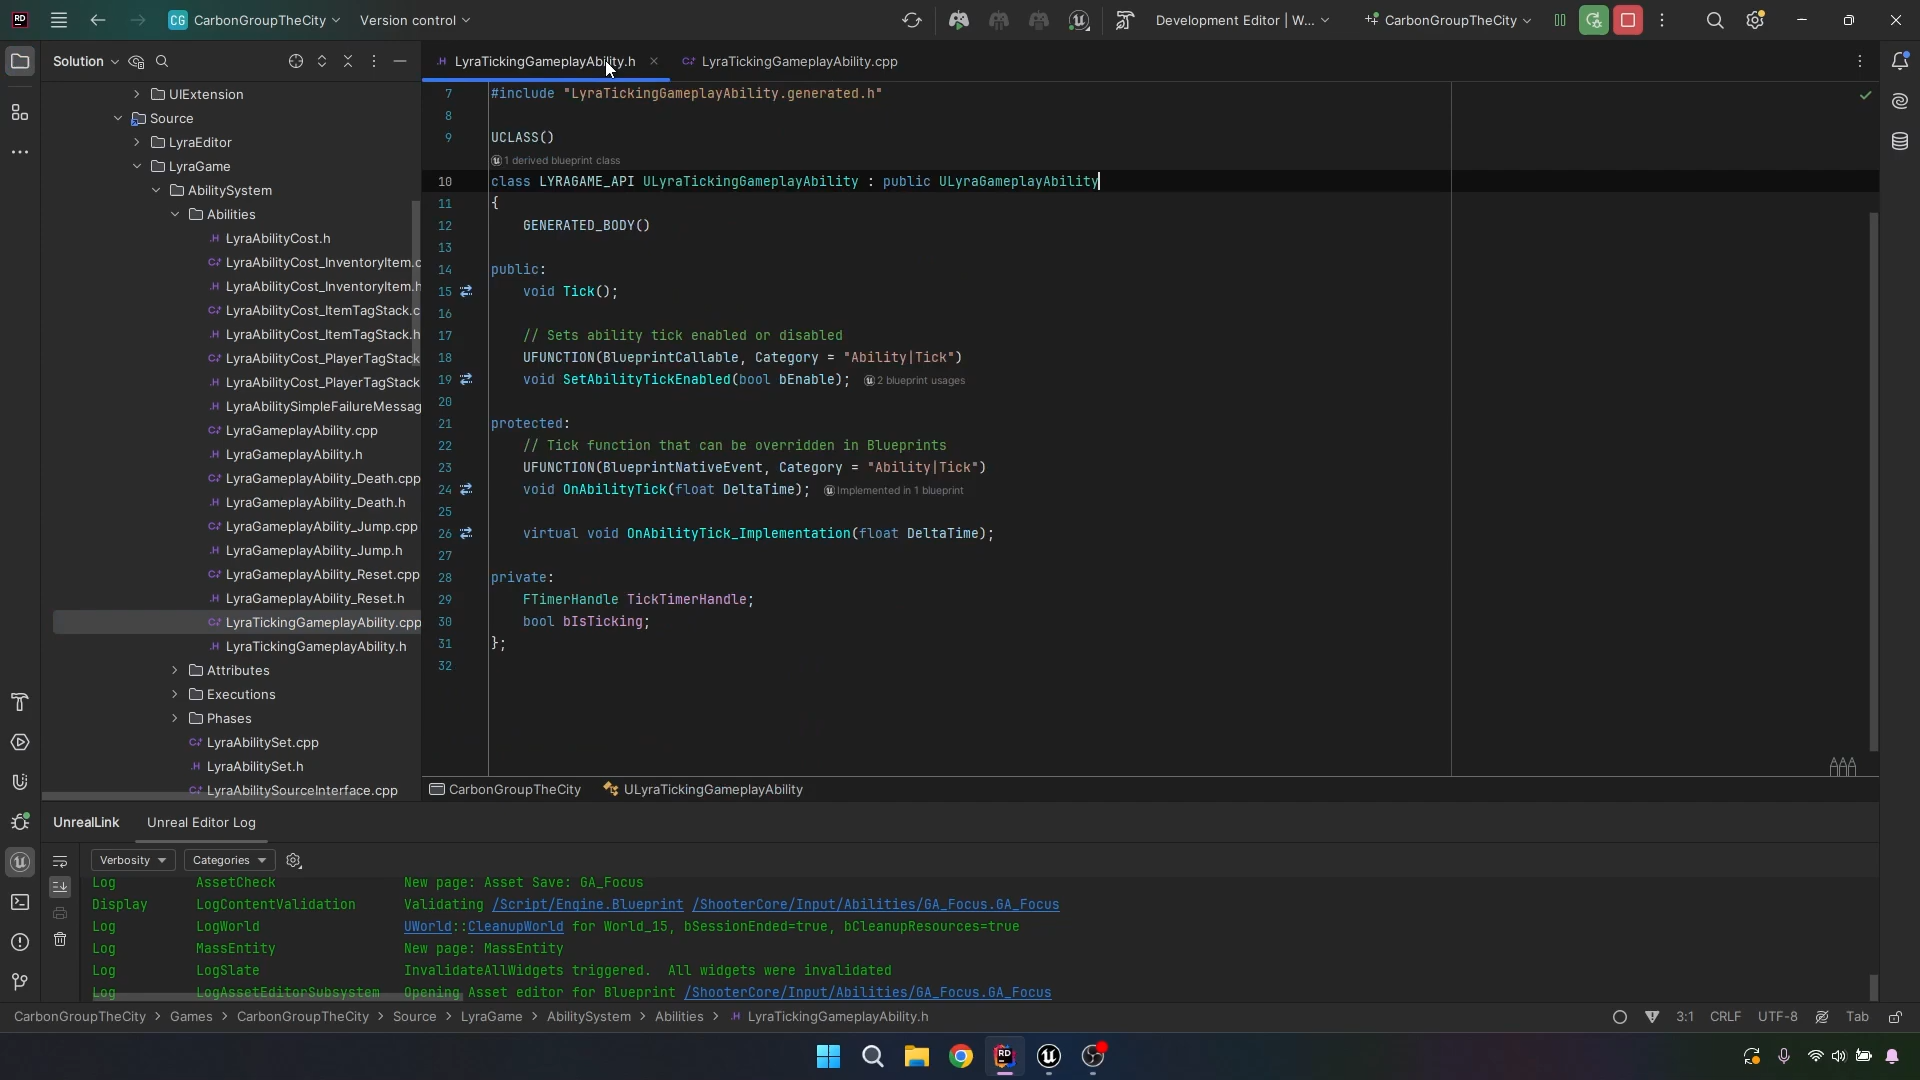 RD
CG CarbonGroupTheCity
Version control
Development Editor | W...
CarbonGroupTheCity
Solution
LyraTickingGameplayAbility.h
LyraTickingGameplayAbility.cpp
UIExtension
Source
LyraEditor
LyraGame
AbilitySystem
Abilities
.H LyraAbilityCost.h
C+ LyraAbilityCost_InventoryItem.c
.H LyraAbilityCost_InventoryItem.h
C+ LyraAbilityCost_ItemTagStack.c
.H LyraAbilityCost_ItemTagStack.h
C+ LyraAbilityCost_PlayerTagStack
.H LyraAbilityCost_PlayerTagStack
.H LyraAbilitySimpleFailureMessag
C+ LyraGameplayAbility.cpp
.H LyraGameplayAbility.h
C+ LyraGameplayAbility_Death.cpp
.H LyraGameplayAbility_Death.h
C+ LyraGameplayAbility_Jump.cpp
.H LyraGameplayAbility_Jump.h
C+ LyraGameplayAbility_Reset.cpp
.H LyraGameplayAbility_Reset.h
C+ LyraTickingGameplayAbility.cpp
.H LyraTickingGameplayAbility.h
Attributes
Executions
Phases
C+ LyraAbilitySet.cpp
.H LyraAbilitySet.h
C+ LyraAbilitySourceInterface.cpp
7 #include "LyraTickingGameplayAbility.generated.h"
8
9 UCLASS()
1 derived blueprint class
10 class LYRAGAME_API ULyraTickingGameplayAbility : public ULyraGameplayAbility
11 {
12 GENERATED_BODY()
13
14 public:
15 void Tick();
16
17 // Sets ability tick enabled or disabled
18 UFUNCTION(BlueprintCallable, Category = "Ability|Tick")
19 void SetAbilityTickEnabled(bool bEnable); 2 blueprint usages
20
21 protected:
22 // Tick function that can be overridden in Blueprints
23 UFUNCTION(BlueprintNativeEvent, Category = "Ability|Tick")
24 void OnAbilityTick(float DeltaTime); Implemented in 1 blueprint
25
26 virtual void OnAbilityTick_Implementation(float DeltaTime);
27
28 private:
29 FTimerHandle TickTimerHandle;
30 bool bIsTicking;
31 };
32
CarbonGroupTheCity ULyraTickingGameplayAbility
UnrealLink Unreal Editor Log
Verbosity Categories
Log AssetCheck New page: Asset Save: GA_Focus
Display LogContentValidation Validating /Script/Engine.Blueprint /ShooterCore/Input/Abilities/GA_Focus.GA_Focus
Log LogWorld UWorld::CleanupWorld for World_15, bSessionEnded=true, bCleanupResources=true
Log MassEntity New page: MassEntity
Log LogSlate InvalidateAllWidgets triggered. All widgets were invalidated
Log LogAssetEditorSubsystem Opening Asset editor for Blueprint /ShooterCore/Input/Abilities/GA_Focus.GA_Focus
CarbonGroupTheCity > Games > CarbonGroupTheCity > Source > LyraGame > AbilitySystem > Abilities > .H LyraTickingGameplayAbility.h
3:1 CRLF UTF-8 Tab
RD